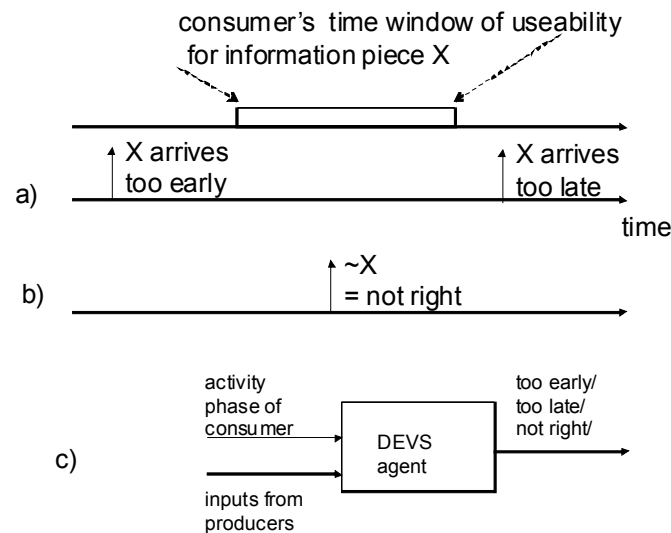 consumer's time window of useability
for information piece X
X arrives
too early
X arrives
too late
a)
time
~X
= not right
b)
activity
phase of
consumer
DEVS
agent
too early/
too late/
not right/
c)
inputs from
producers